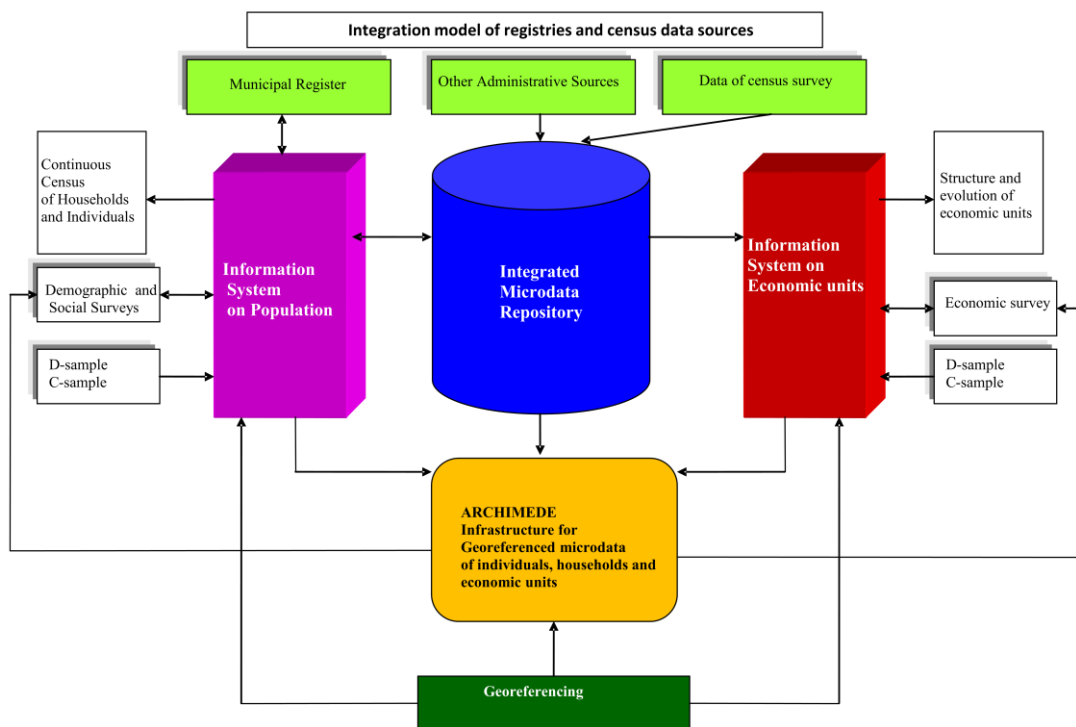 Integration model of registries and census data sources
Municipal Register
Other Administrative Sources
Data of census survey
Continuous
Census
of Households
and Individuals
Structure and
evolution of
economic units
Information
System
on Population
Integrated
Microdata
Repository
Information
System on
Economic units
Demographic and
Social Surveys
Economic survey
D-sample
C-sample
D-sample
C-sample
ARCHIMEDE
Infrastructure for
Georeferenced microdata
of individuals, households and
economic units
Georeferencing